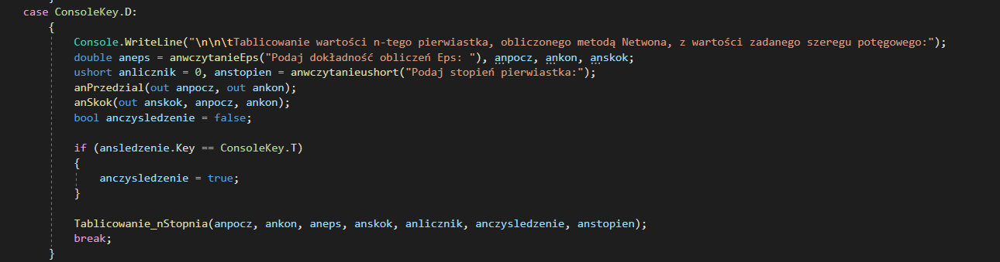 }
case ConsoleKey.D:
{
Console.WriteLine("\n\n\tTablicowanie wartości n-tego pierwiastka, obliczonego metodą Netwona, z wartości zadanego szeregu potęgowego:");
double aneps = anwczytanieEps("Podaj dokładność obliczeń Eps: "), anpocz, ankon, anskok;
ushort anlicznik = 0, anstopien = anwczytanieushort("Podaj stopień pierwiastka:");
anPrzedzial(out anpocz, out ankon);
anSkok(out anskok, anpocz, ankon);
bool anczysledzenie = false;
if (ansledzenie.Key == ConsoleKey.T)
{
anczysledzenie = true;
}
Tablicowanie_nStopnia(anpocz, ankon, aneps, anskok, anlicznik, anczysledzenie, anstopien);
break;
}